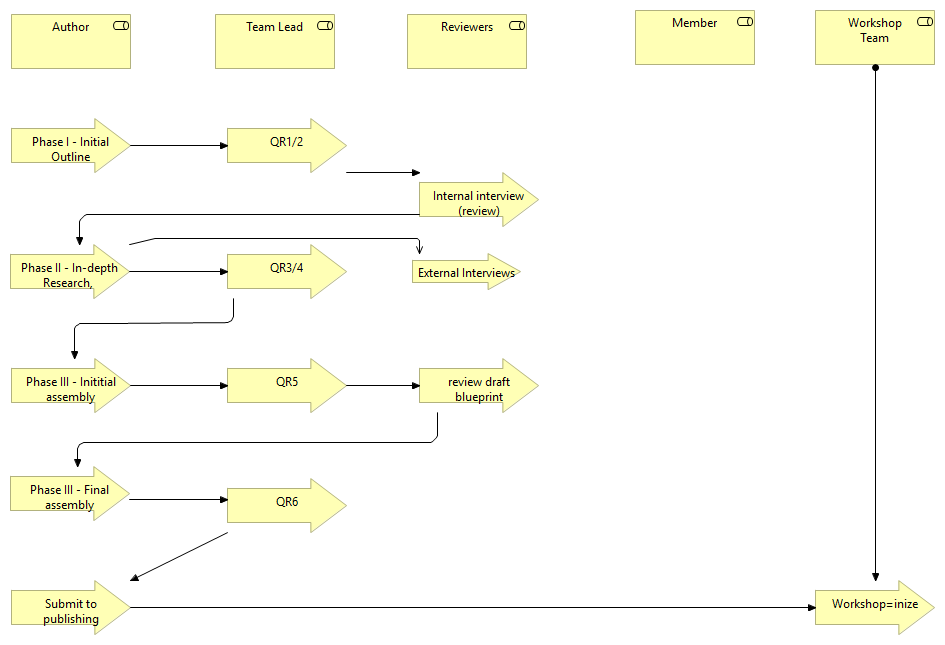 Author
Team Lead
Reviewers
Member
Workshop
Team
Phase I - Initial
Outline
QR1/2
Internal interview
(review)
Phase II - In-depth
Research,
QR3/4
External Interviews
Phase III - Inititial
assembly
QR5
review draft
blueprint
Phase III - Final
assembly
QR6
Submit to
publishing
Workshop=inize